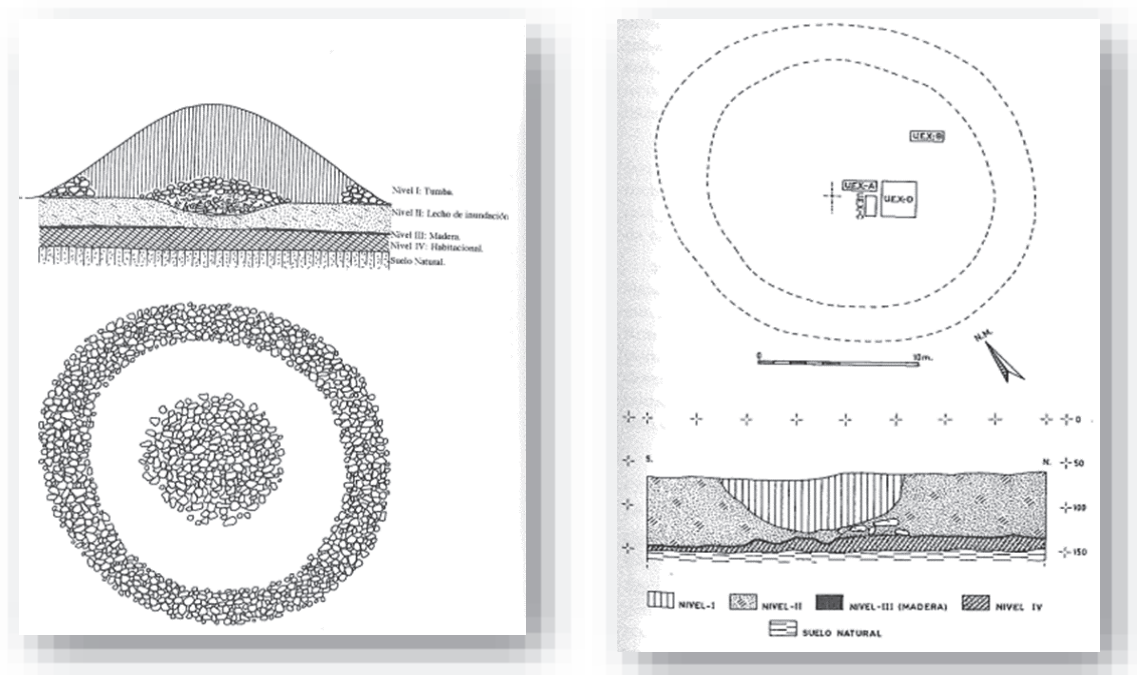 Nivel I: Tumba.
Nivel II: Lecho de inundación
Nivel III: Madera.
Nivel IV: Habitacional.
Suelo Natural.
UEX-B
UEX-A
UEX-D
N.M.
0 10m.
0
S. N. 50
100
150
NIVEL-I NIVEL-II NIVEL-III (MADERA) NIVEL IV
SUELO NATURAL